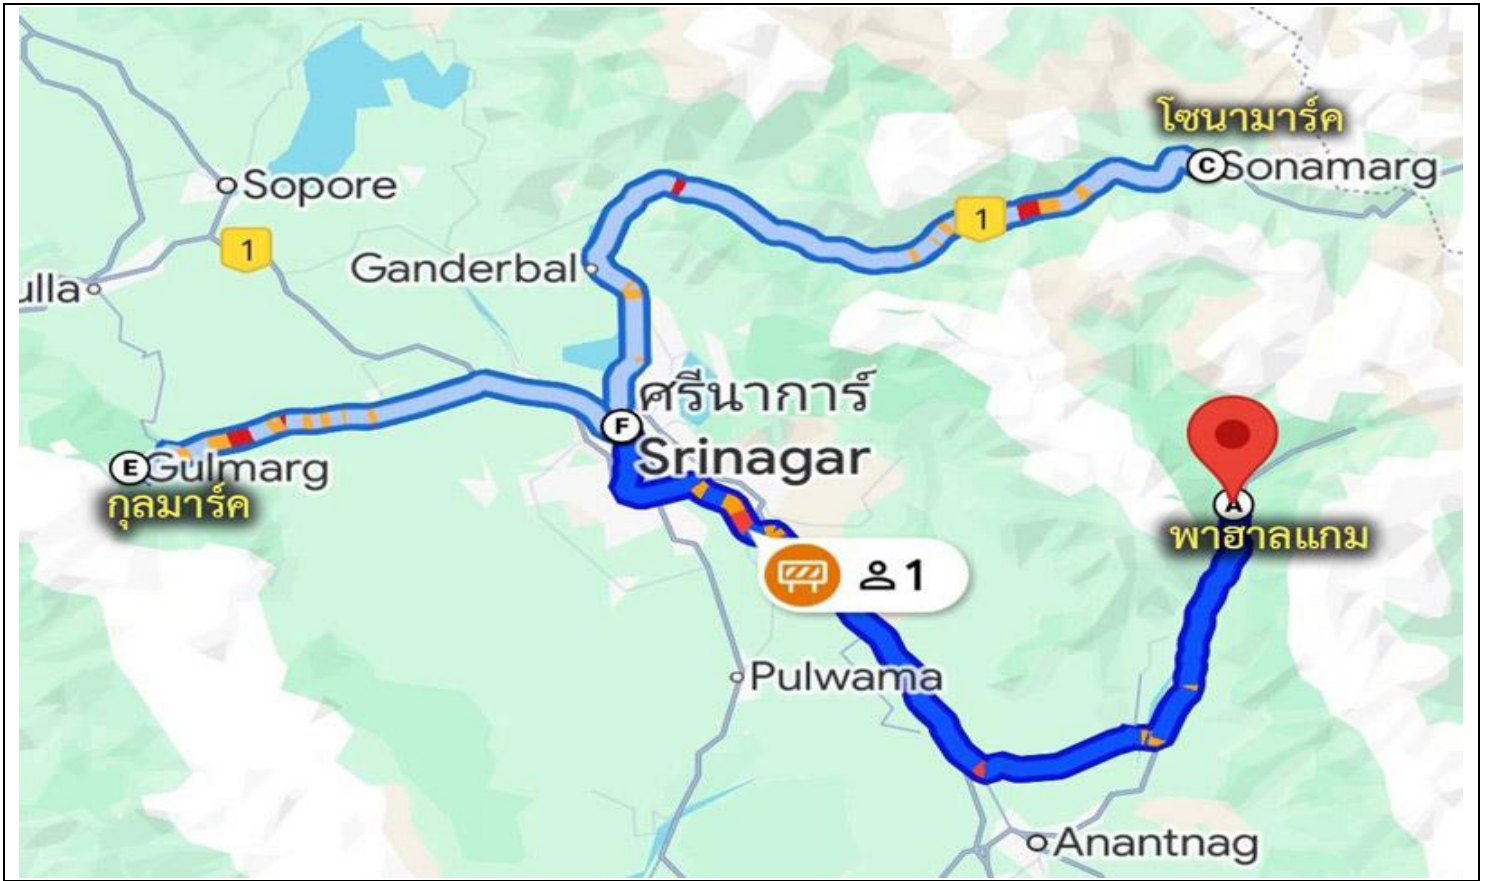 โซนามาร์ค
C
Sonamarg
Sopore
1
1
Ganderbal
ulla
ศรีนาการ์
F
Srinagar
E
Gulmarg
กุลมาร์ค
A
พาฮาลแกม
1
Pulwama
Anantnag